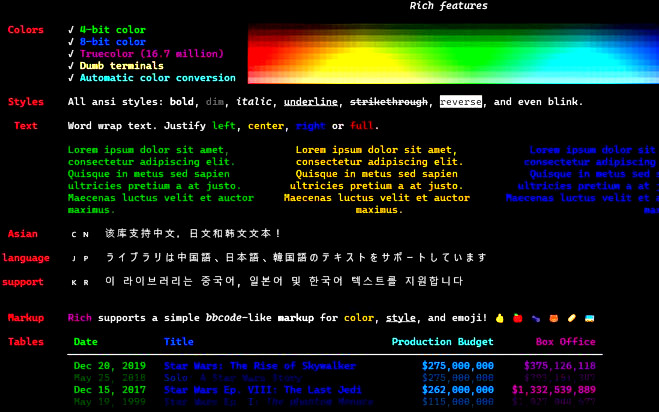 Rich features
Colors ✓ 4-bit color
✓ 8-bit color
✓ Truecolor (16.7 million)
✓ Dumb terminals
✓ Automatic color conversion
Styles All ansi styles: bold, dim, italic, underline, strikethrough, reverse, and even blink.
Text Word wrap text. Justify left, center, right or full.
Lorem ipsum dolor sit amet, Lorem ipsum dolor sit amet, Lorem ipsum dolor sit
consectetur adipiscing elit. consectetur adipiscing elit. consectetur adipiscing
Quisque in metus sed sapien Quisque in metus sed sapien Quisque in metus sed
ultricies pretium a at justo. ultricies pretium a at justo. ultricies pretium a at
Maecenas luctus velit et auctor Maecenas luctus velit et auctor Maecenas luctus velit et
maximus. maximus.
Asian CN 该库支持中文，日文和韩文文本！
language JP ライブラリは中国語、日本語、韓国語のテキストをサポートしています
support KR 이 라이브러리는 중국어, 일본어 및 한국어 텍스트를 지원합니다
Markup Rich supports a simple bbcode-like markup for color, style, and emoji!
Tables Date Title Production Budget Box Office
Dec 20, 2019 Star Wars: The Rise of Skywalker $275,000,000 $375,126,118
May 25, 2018 Solo: A Star Wars Story $275,000,000
Dec 15, 2017 Star Wars Ep. VIII: The Last Jedi $262,000,000 $1,332,539,889
May 19, 1999 Star Wars Ep. I: The phantom Menace $115,000,000